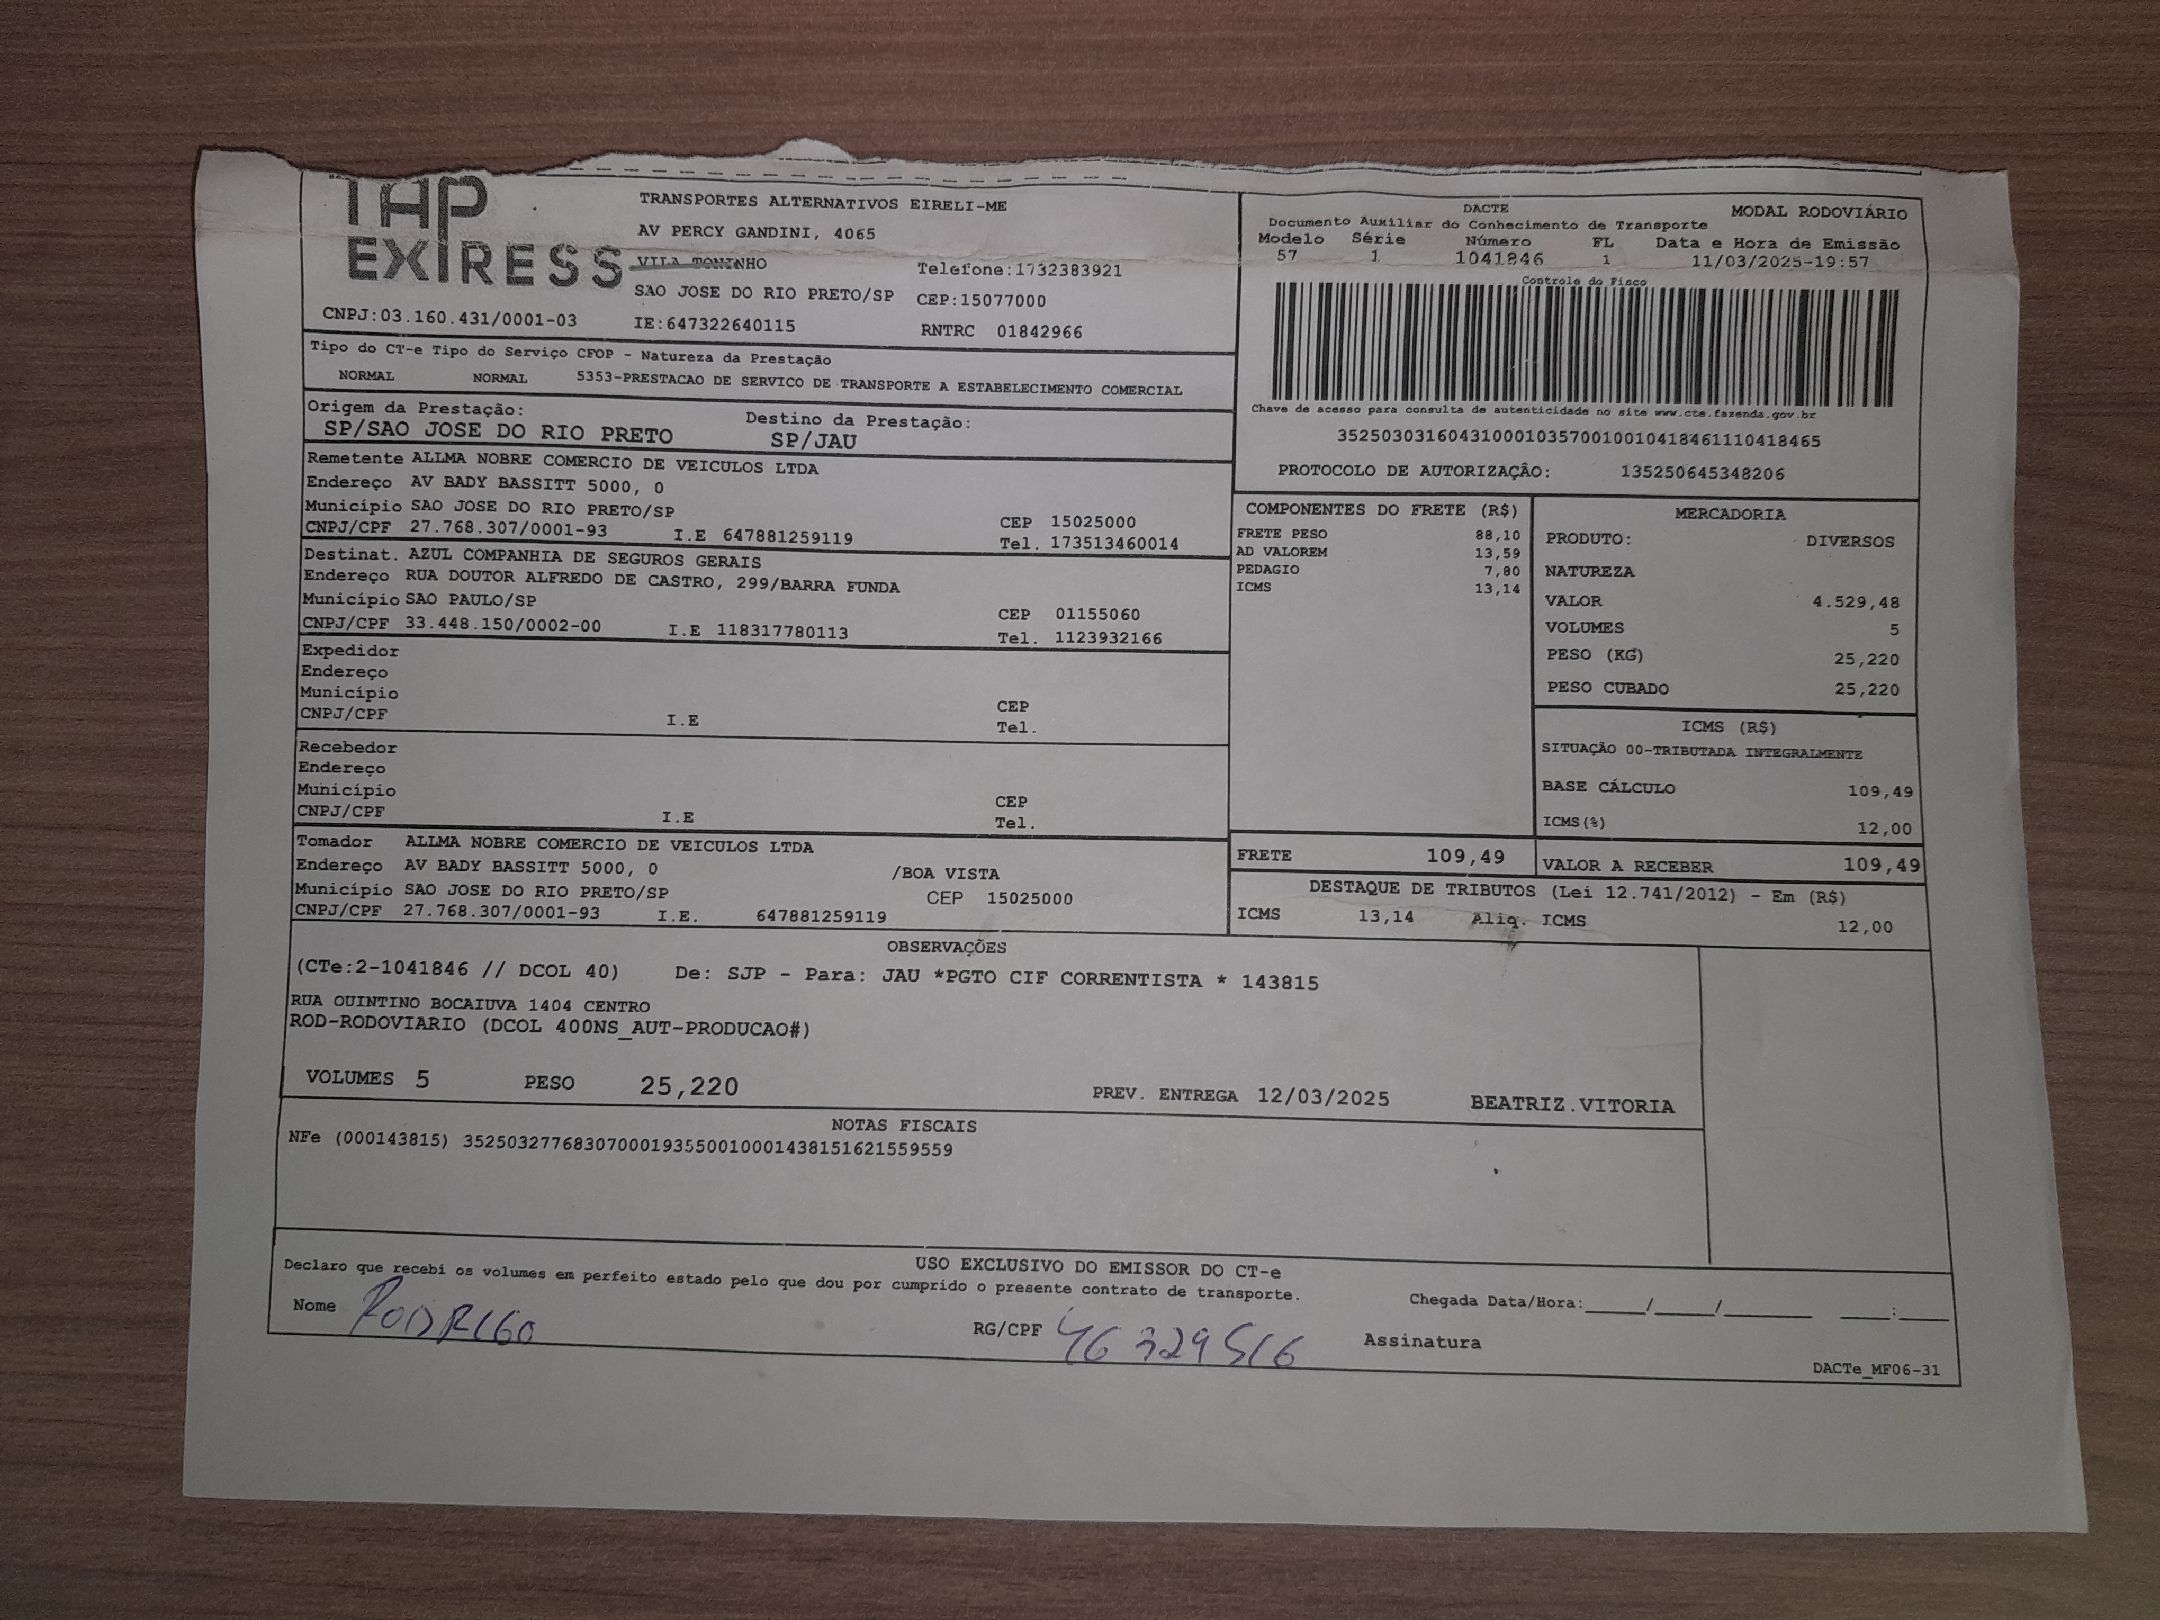 TAP
EXPRESS
TRANSPORTES ALTERNATIVOS EIRELI-ME
AV PERCY GANDINI, 4065
VILA TONINHO Telefone:1732383921
SAO JOSE DO RIO PRETO/SP CEP:15077000
CNPJ:03.160.431/0001-03 IE:647322640115 RNTRC 01842966
DACTE MODAL RODOVIÁRIO
Documento Auxiliar do Conhecimento de Transporte
Modelo Série Número FL Data e Hora de Emissão
57 1 1041846 1 11/03/2025-19:57
Controle do Fisco
Chave de acesso para consulta de autenticidade no site www.cte.fazenda.gov.br
35250303160431000103570010010418461110418465
PROTOCOLO DE AUTORIZAÇÃO: 135250645348206
Tipo do CT-e Tipo do Serviço CFOP - Natureza da Prestação
NORMAL NORMAL 5353-PRESTACAO DE SERVICO DE TRANSPORTE A ESTABELECIMENTO COMERCIAL
Origem da Prestação: Destino da Prestação:
SP/SAO JOSE DO RIO PRETO SP/JAU
Remetente ALLMA NOBRE COMERCIO DE VEICULOS LTDA
Endereço AV BADY BASSITT 5000, 0
Município SAO JOSE DO RIO PRETO/SP CEP 15025000
CNPJ/CPF 27.768.307/0001-93 I.E 647881259119 Tel. 173513460014
Destinat. AZUL COMPANHIA DE SEGUROS GERAIS
Endereço RUA DOUTOR ALFREDO DE CASTRO, 299/BARRA FUNDA
Município SAO PAULO/SP CEP 01155060
CNPJ/CPF 33.448.150/0002-00 I.E 118317780113 Tel. 1123932166
Expedidor
Endereço
Município CEP
CNPJ/CPF I.E Tel.
Recebedor
Endereço
Município CEP
CNPJ/CPF I.E Tel.
Tomador ALLMA NOBRE COMERCIO DE VEICULOS LTDA
Endereço AV BADY BASSITT 5000, 0 /BOA VISTA
Município SAO JOSE DO RIO PRETO/SP CEP 15025000
CNPJ/CPF 27.768.307/0001-93 I.E. 647881259119
COMPONENTES DO FRETE (R$)
FRETE PESO 88,10
AD VALOREM 13,59
PEDAGIO 7,80
ICMS 13,14
MERCADORIA
PRODUTO: DIVERSOS
NATUREZA
VALOR 4.529,48
VOLUMES 5
PESO (KG) 25,220
PESO CUBADO 25,220
ICMS (R$)
SITUAÇÃO 00-TRIBUTADA INTEGRALMENTE
BASE CÁLCULO 109,49
ICMS(%) 12,00
FRETE 109,49 VALOR A RECEBER 109,49
DESTAQUE DE TRIBUTOS (Lei 12.741/2012) - Em (R$)
ICMS 13,14 Aliq. ICMS 12,00
OBSERVAÇÕES
(CTe:2-1041846 // DCOL 40) De: SJP - Para: JAU *PGTO CIF CORRENTISTA * 143815
RUA QUINTINO BOCAIUVA 1404 CENTRO
ROD-RODOVIARIO (DCOL 400NS_AUT-PRODUCAO#)
VOLUMES 5 PESO 25,220 PREV. ENTREGA 12/03/2025 BEATRIZ.VITORIA
NOTAS FISCAIS
NFe (000143815) 35250327768307000193550010001438151621559559
USO EXCLUSIVO DO EMISSOR DO CT-e
Declaro que recebi os volumes em perfeito estado pelo que dou por cumprido o presente contrato de transporte.
Chegada Data/Hora:_____/_____/_______ ____:____
Nome RODRIGO RG/CPF 46 329 516 Assinatura
DACTe_MF06-31